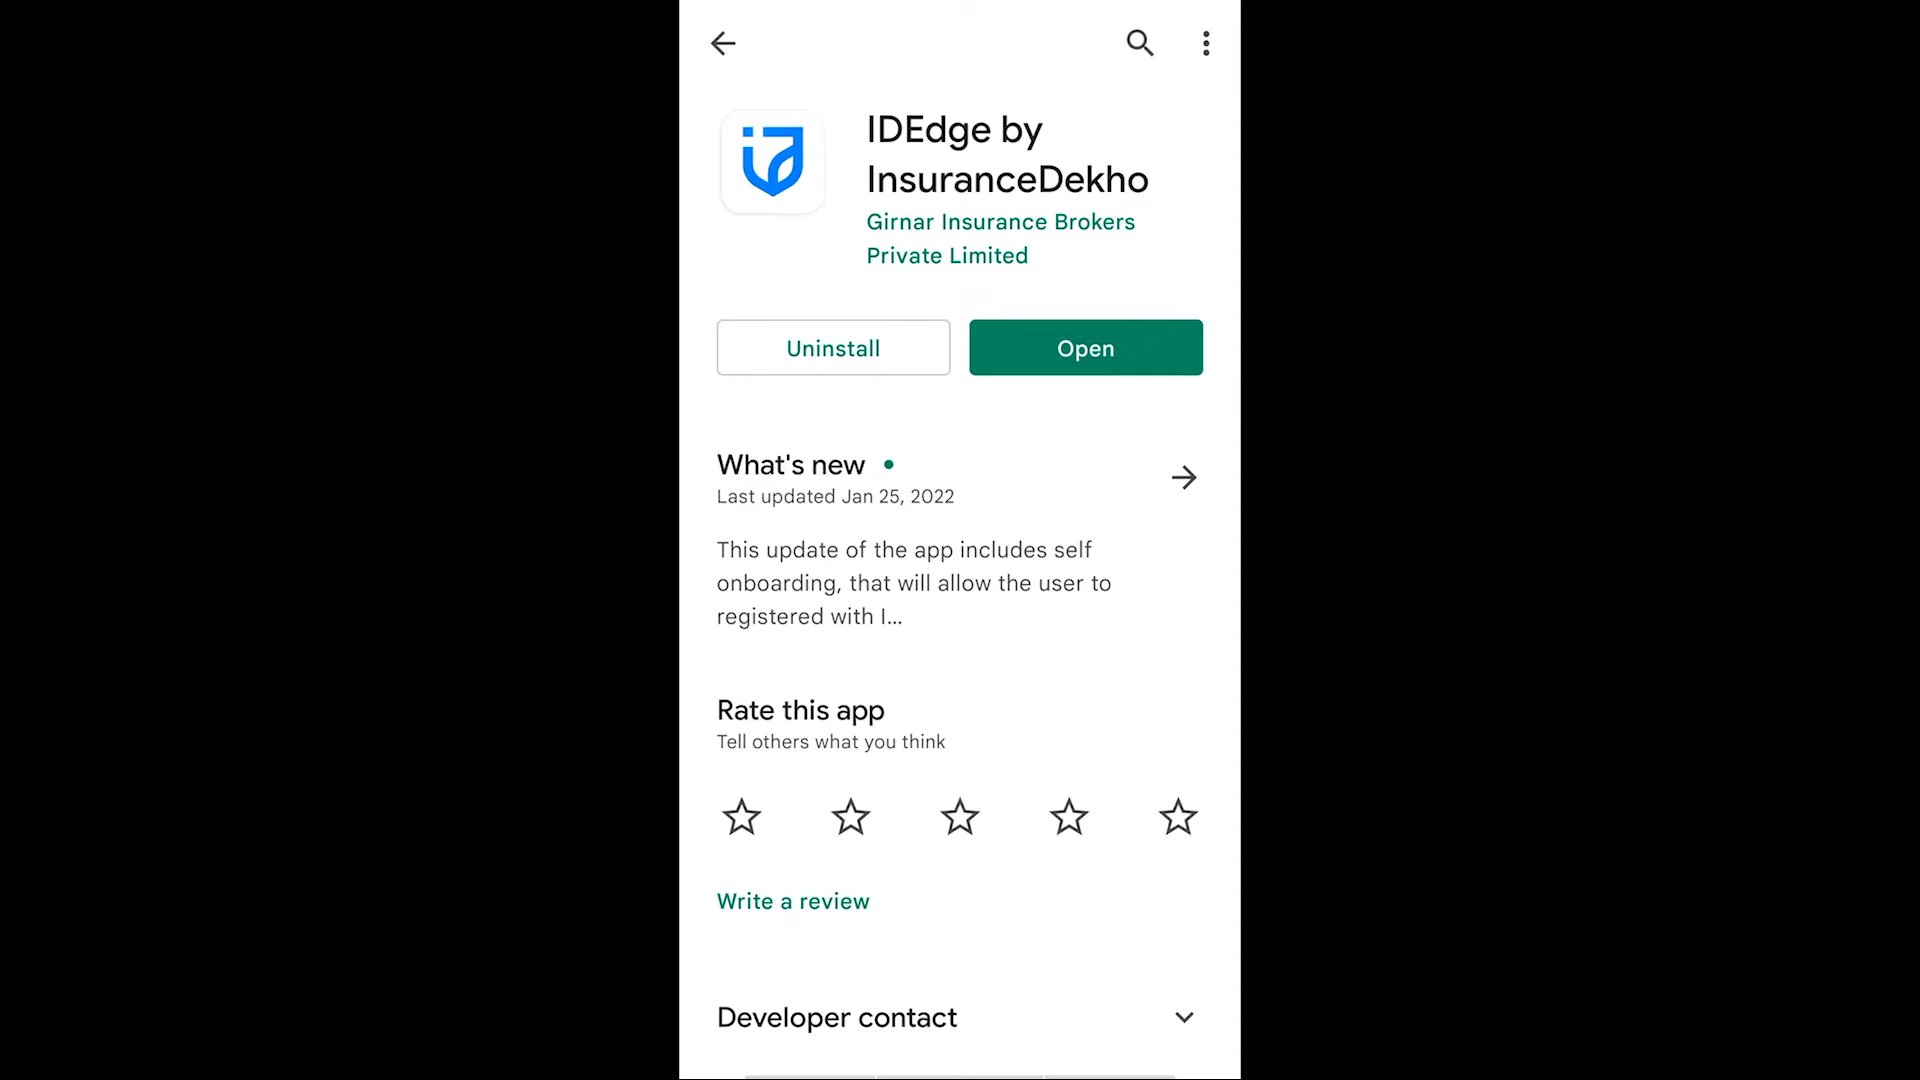 IDEdge by
InsuranceDekho
Girnar Insurance Brokers
Private Limited
Uninstall
Open
What's new
Last updated Jan 25, 2022
This update of the app includes self
onboarding, that will allow the user to
registered with I...
Rate this app
Tell others what you think
Write a review
Developer contact